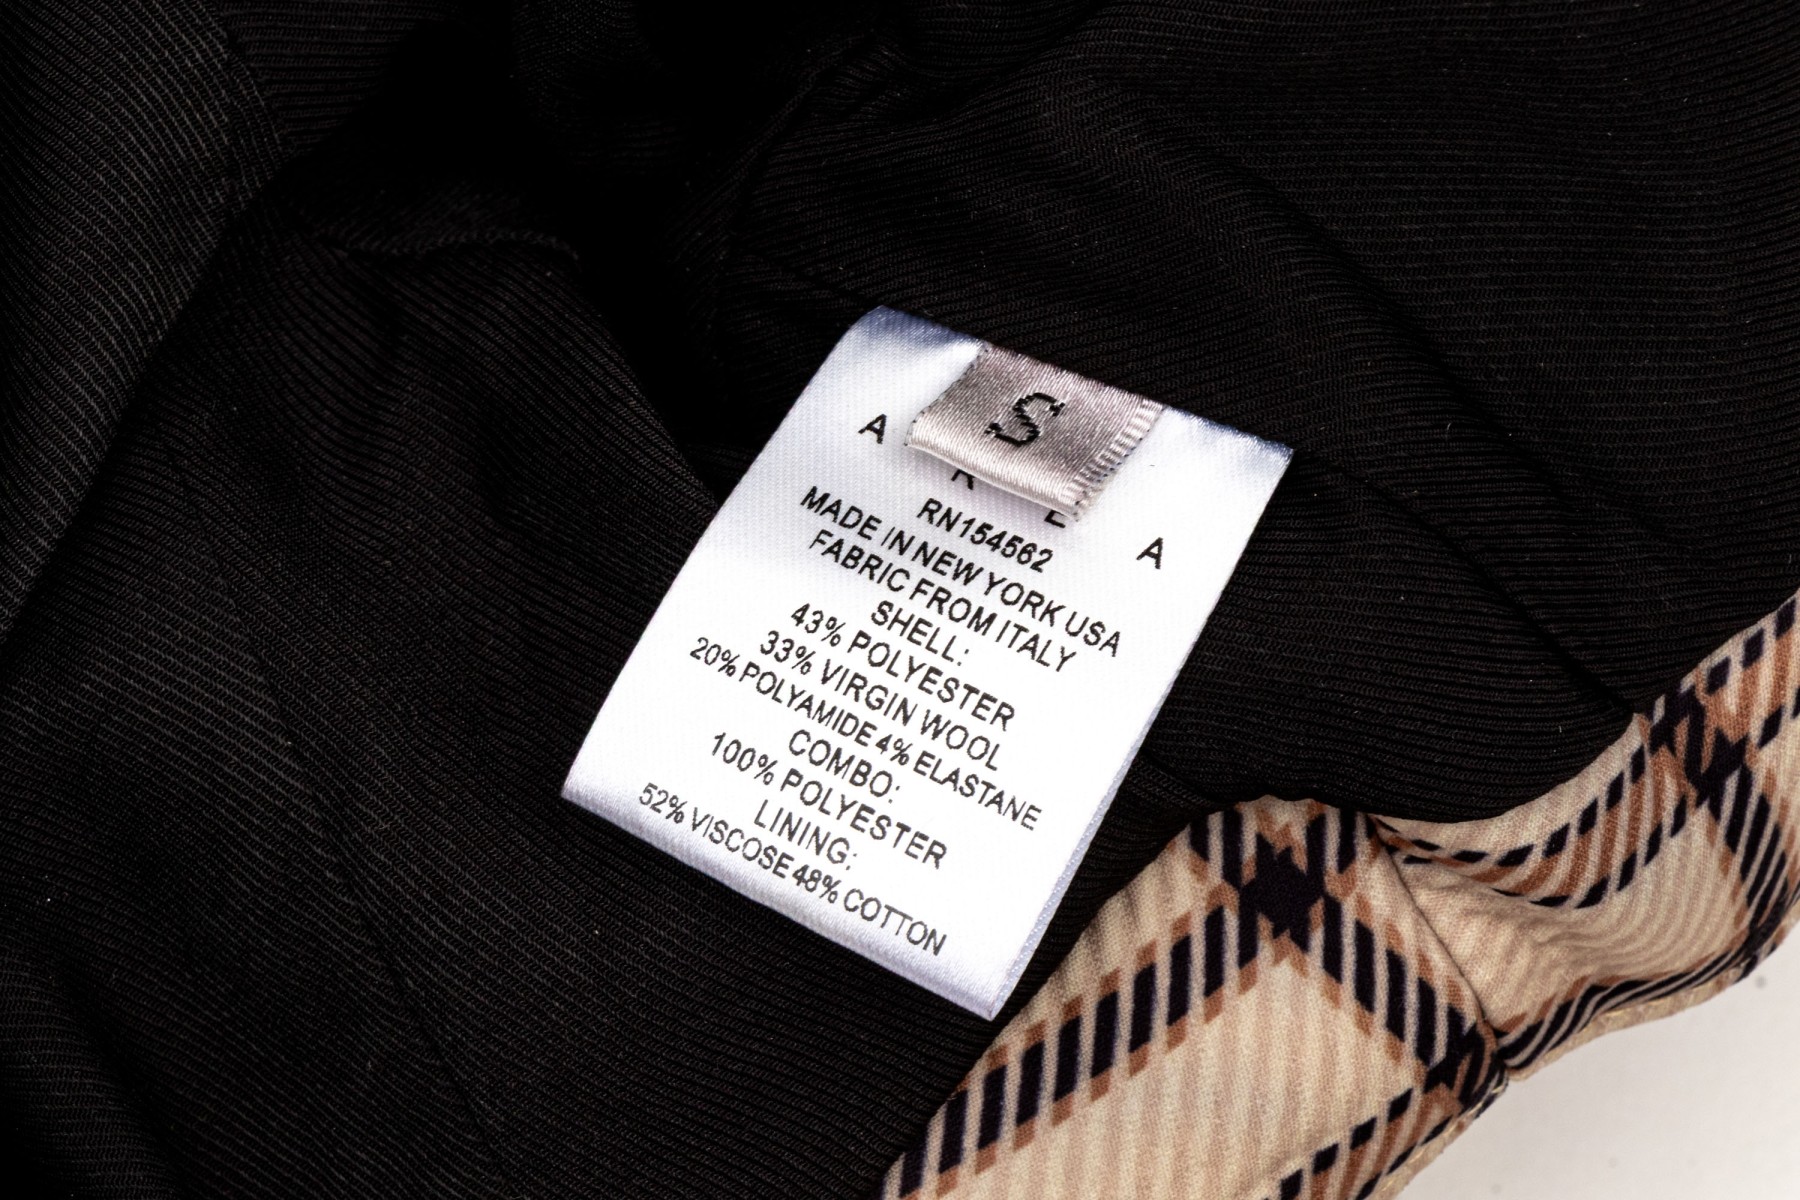 S
A R E A
RN154562
MADE IN NEW YORK USA
FABRIC FROM ITALY
SHELL:
43% POLYESTER
33% VIRGIN WOOL
20% POLYAMIDE 4% ELASTANE
COMBO:
100% POLYESTER
LINING:
52% VISCOSE 48% COTTON